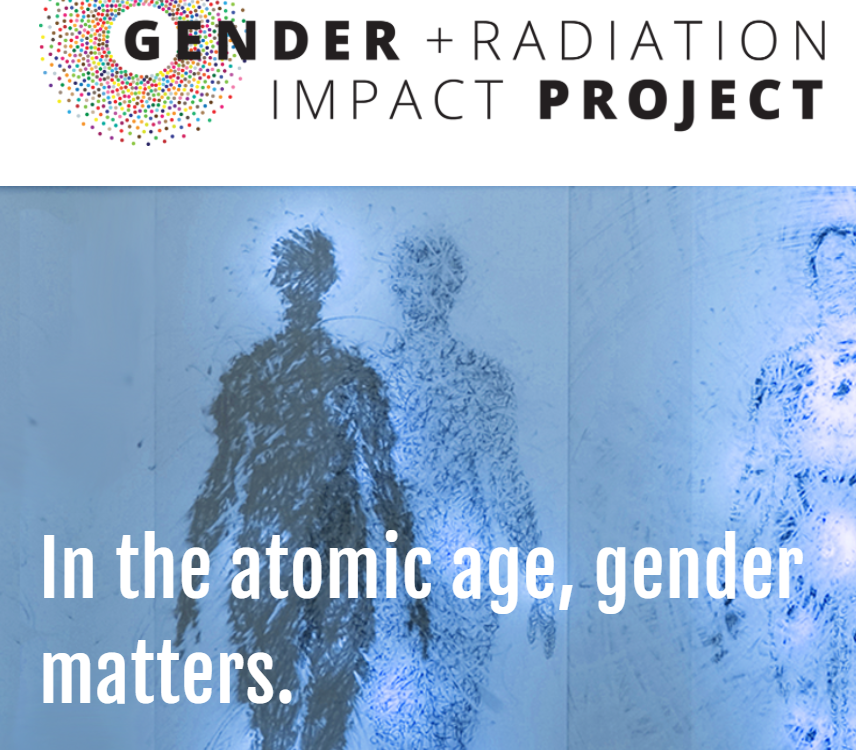 GENDER + RADIATION
IMPACT PROJECT
In the atomic age, gender
matters.